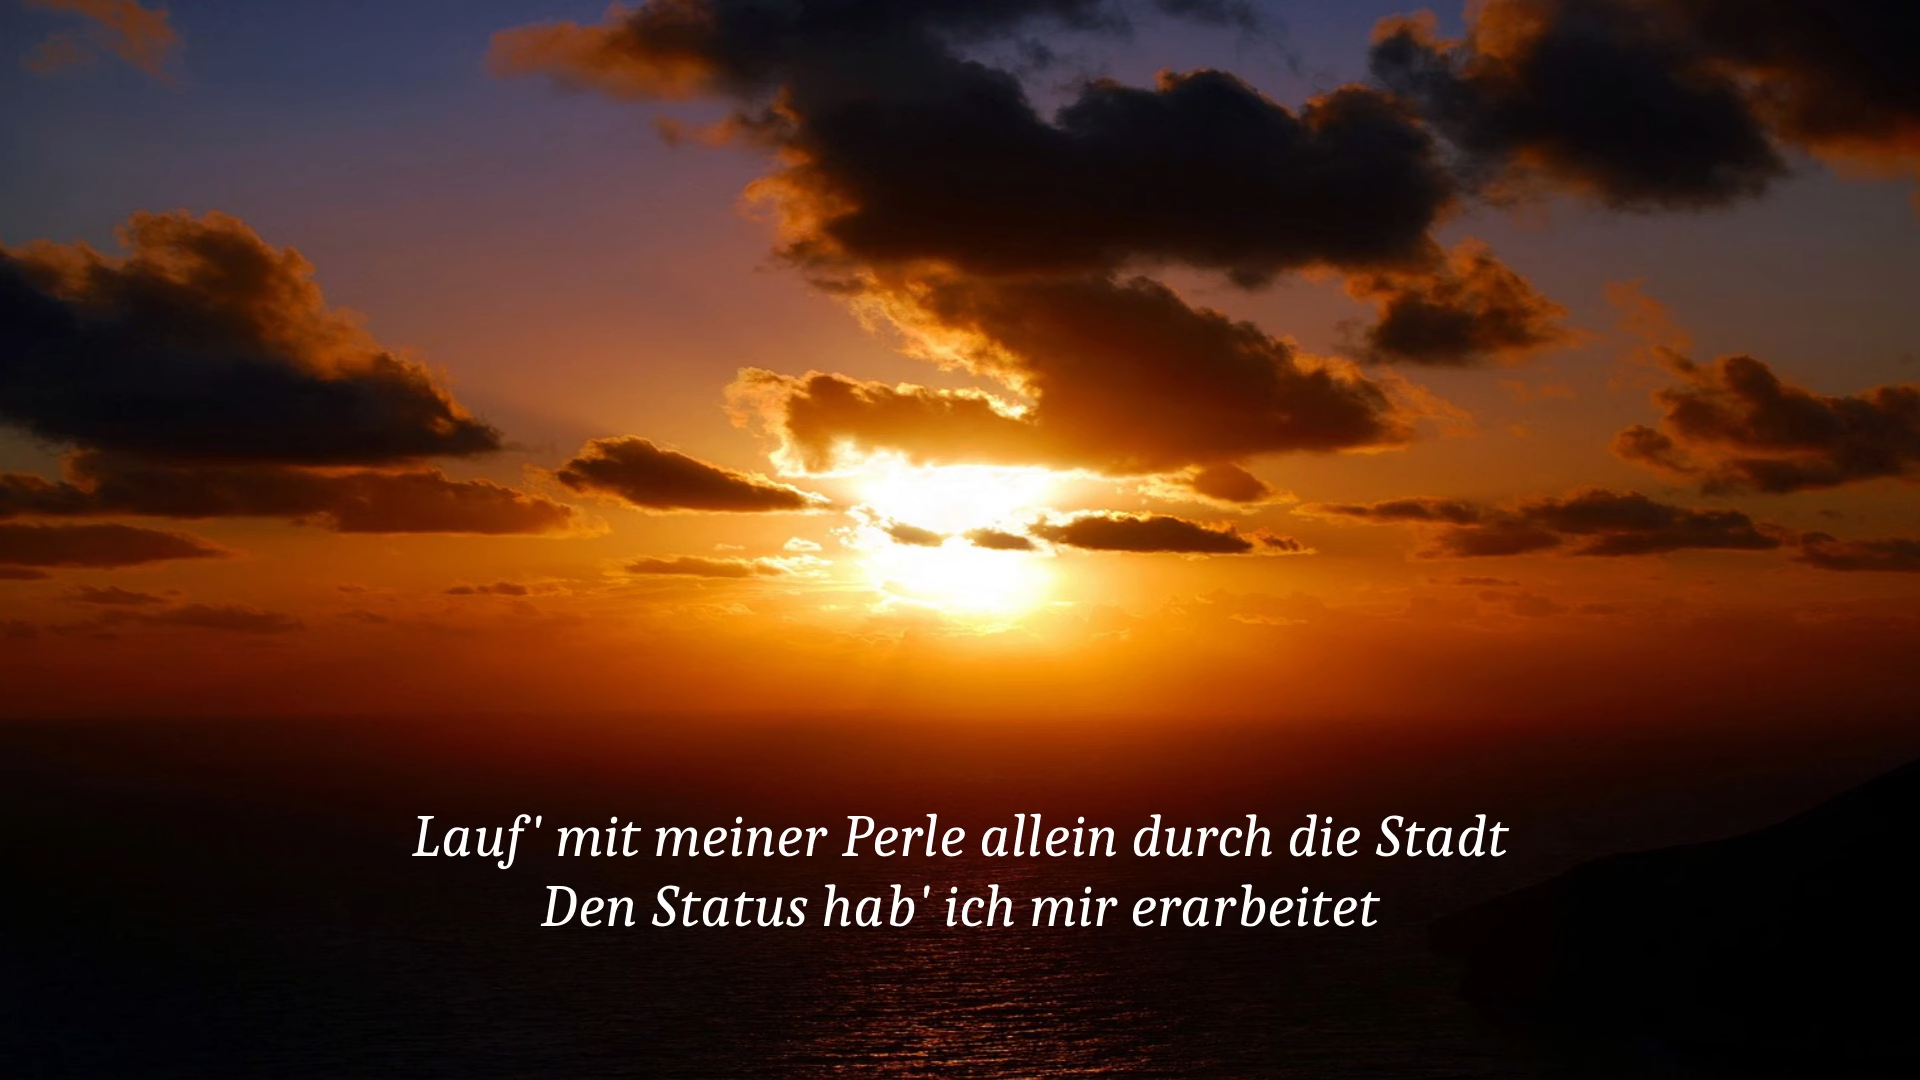 Lauf' mit meiner Perle allein durch die Stadt
Den Status hab' ich mir erarbeitet